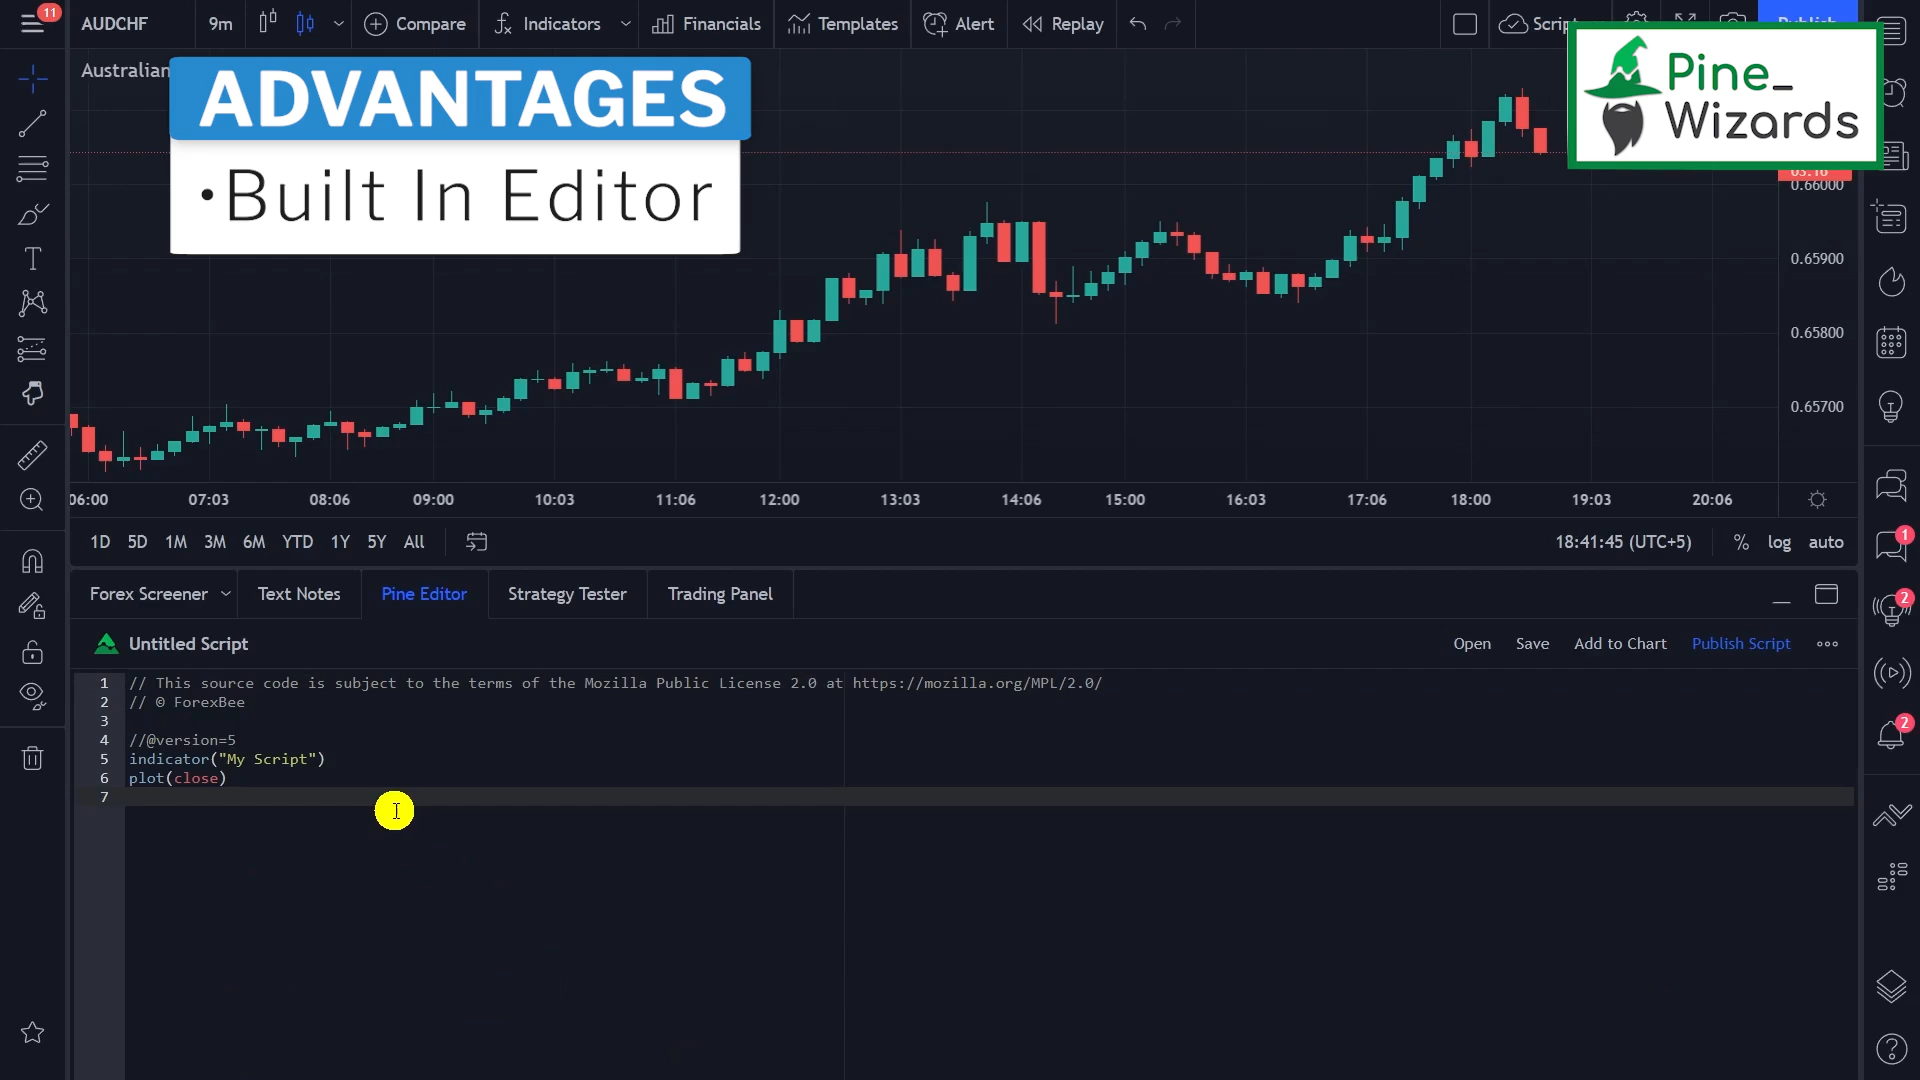 11
AUDCHF
9m
Compare
Indicators
Financials
Templates
Alert
Replay
Australian
ADVANTAGES
•Built In Editor
Pine_
Wizards
0.66000
0.65900
0.65800
0.65700
06:00 07:03 08:06 09:00 10:03 11:06 12:00 13:03 14:06 15:00 16:03 17:06 18:00 19:03 20:06
1D 5D 1M 3M 6M YTD 1Y 5Y All
18:41:45 (UTC+5) % log auto
1
Forex Screener Text Notes Pine Editor Strategy Tester Trading Panel
2
Untitled Script
Open Save Add to Chart Publish Script
1 // This source code is subject to the terms of the Mozilla Public License 2.0 at https://mozilla.org/MPL/2.0/
2 // © ForexBee
3
2
4 //@version=5
5 indicator("My Script")
6 plot(close)
7